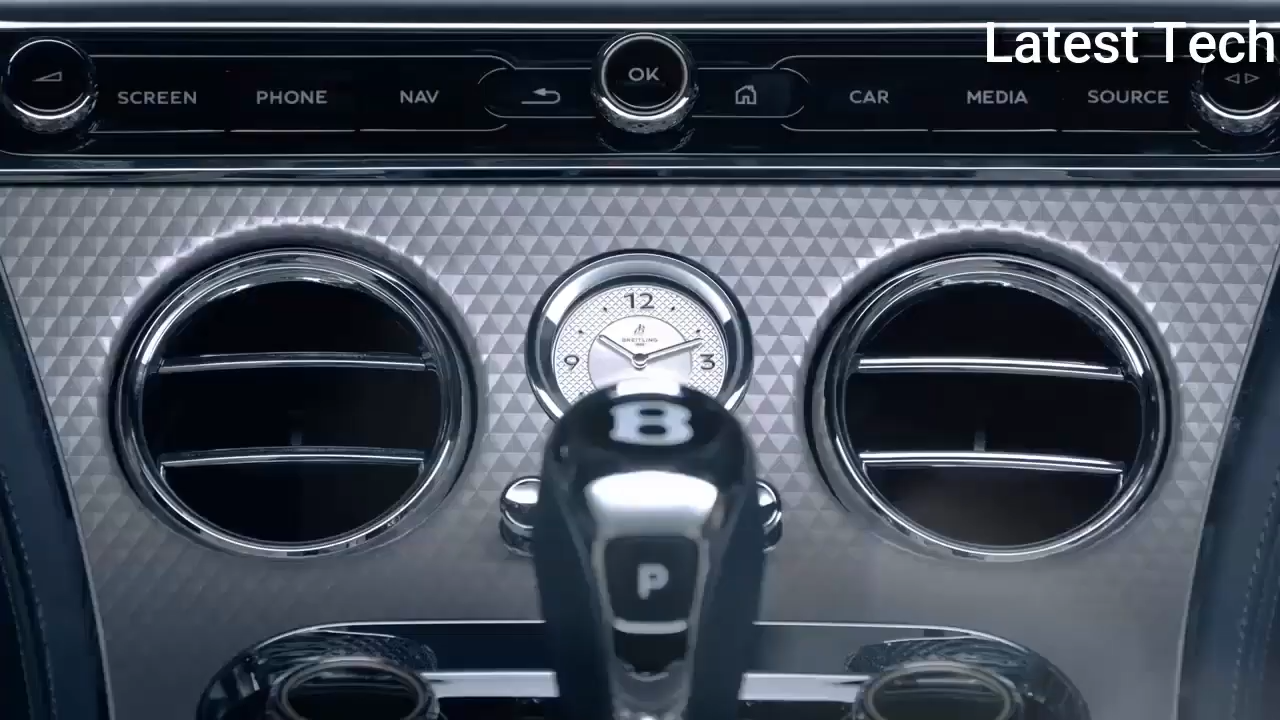 Latest Tech
SCREEN
PHONE
NAV
OK
CAR
MEDIA
SOURCE
12
BREITLING
9
3
B
P